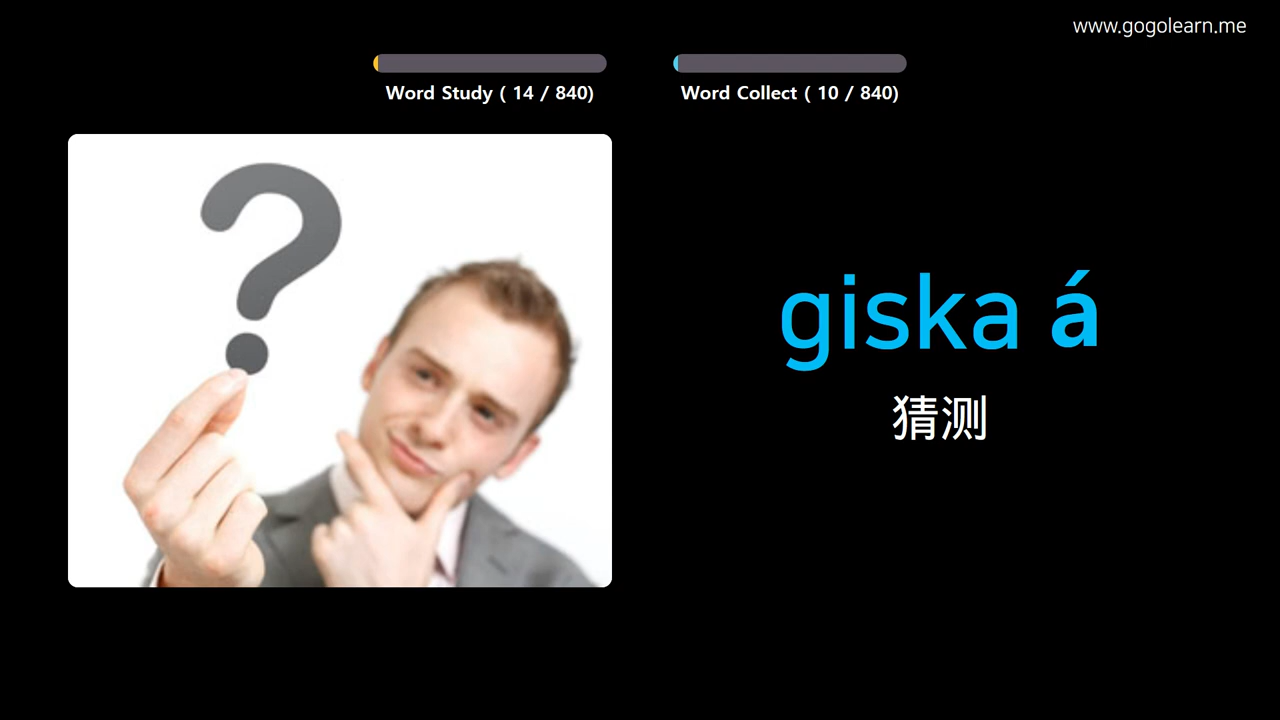 www.gogolearn.me
Word Study ( 14 / 840)
Word Collect ( 10 / 840)
?
giska á
猜测